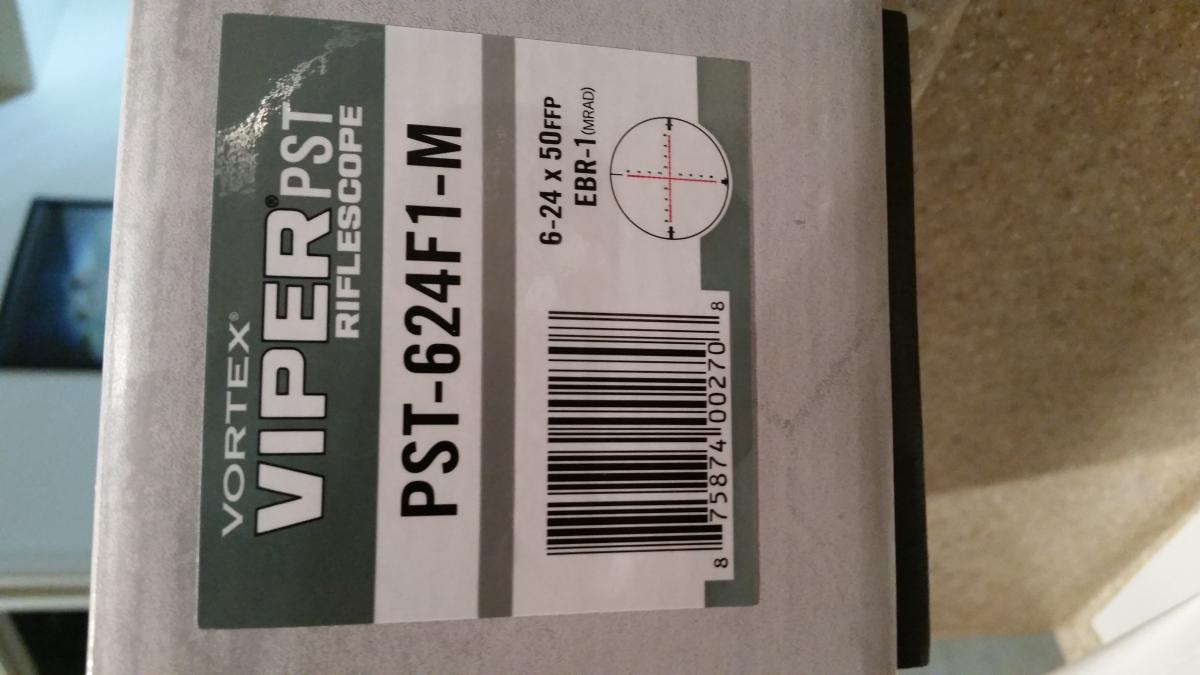 VORTEX®
VIPER® PST
RIFLESCOPE
PST-624F1-M
6-24 x 50FFP
EBR-1(MRAD)
8 75874 00270 8